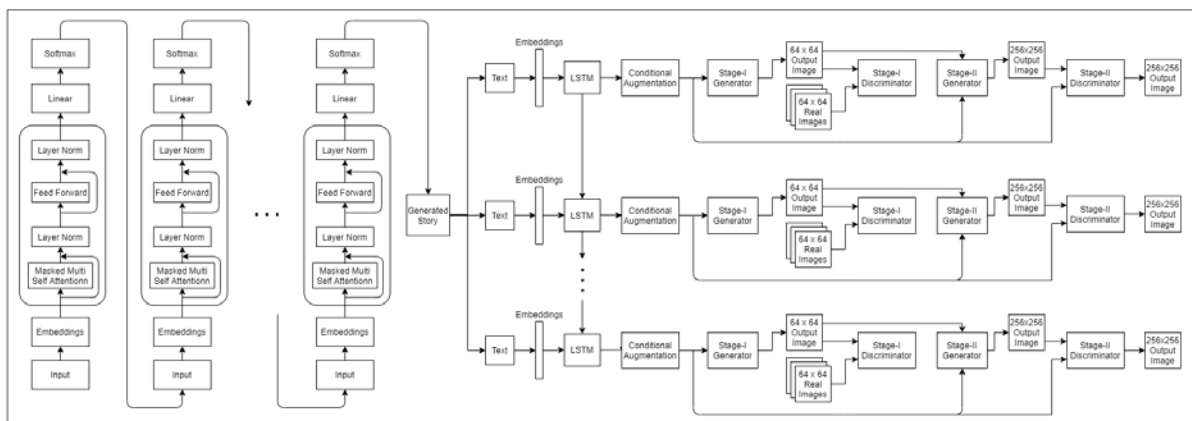 Softmax
Linear
Layer Norm
Feed Forward
Layer Norm
Masked Multi
Self Attentionn
Embeddings
Input
Softmax
Linear
Layer Norm
Feed Forward
Layer Norm
Masked Multi
Self Attentionn
Embeddings
Input
Softmax
Linear
Layer Norm
Feed Forward
Layer Norm
Masked Multi
Self Attentionn
Embeddings
Input
Generated
Story
Text
Embeddings
LSTM
Conditional
Augmentation
Stage-I
Generator
64 x 64
Output
Image
64 x 64
Real
Images
Stage-I
Discriminator
Stage-II
Generator
256x256
Output
Image
Stage-II
Discriminator
256x256
Output
Image
Text
Embeddings
LSTM
Conditional
Augmentation
Stage-I
Generator
64 x 64
Output
Image
64 x 64
Real
Images
Stage-I
Discriminator
Stage-II
Generator
256x256
Output
Image
Stage-II
Discriminator
256x256
Output
Image
Text
Embeddings
LSTM
Conditional
Augmentation
Stage-I
Generator
64 x 64
Output
Image
64 x 64
Real
Images
Stage-I
Discriminator
Stage-II
Generator
256x256
Output
Image
Stage-II
Discriminator
256x256
Output
Image